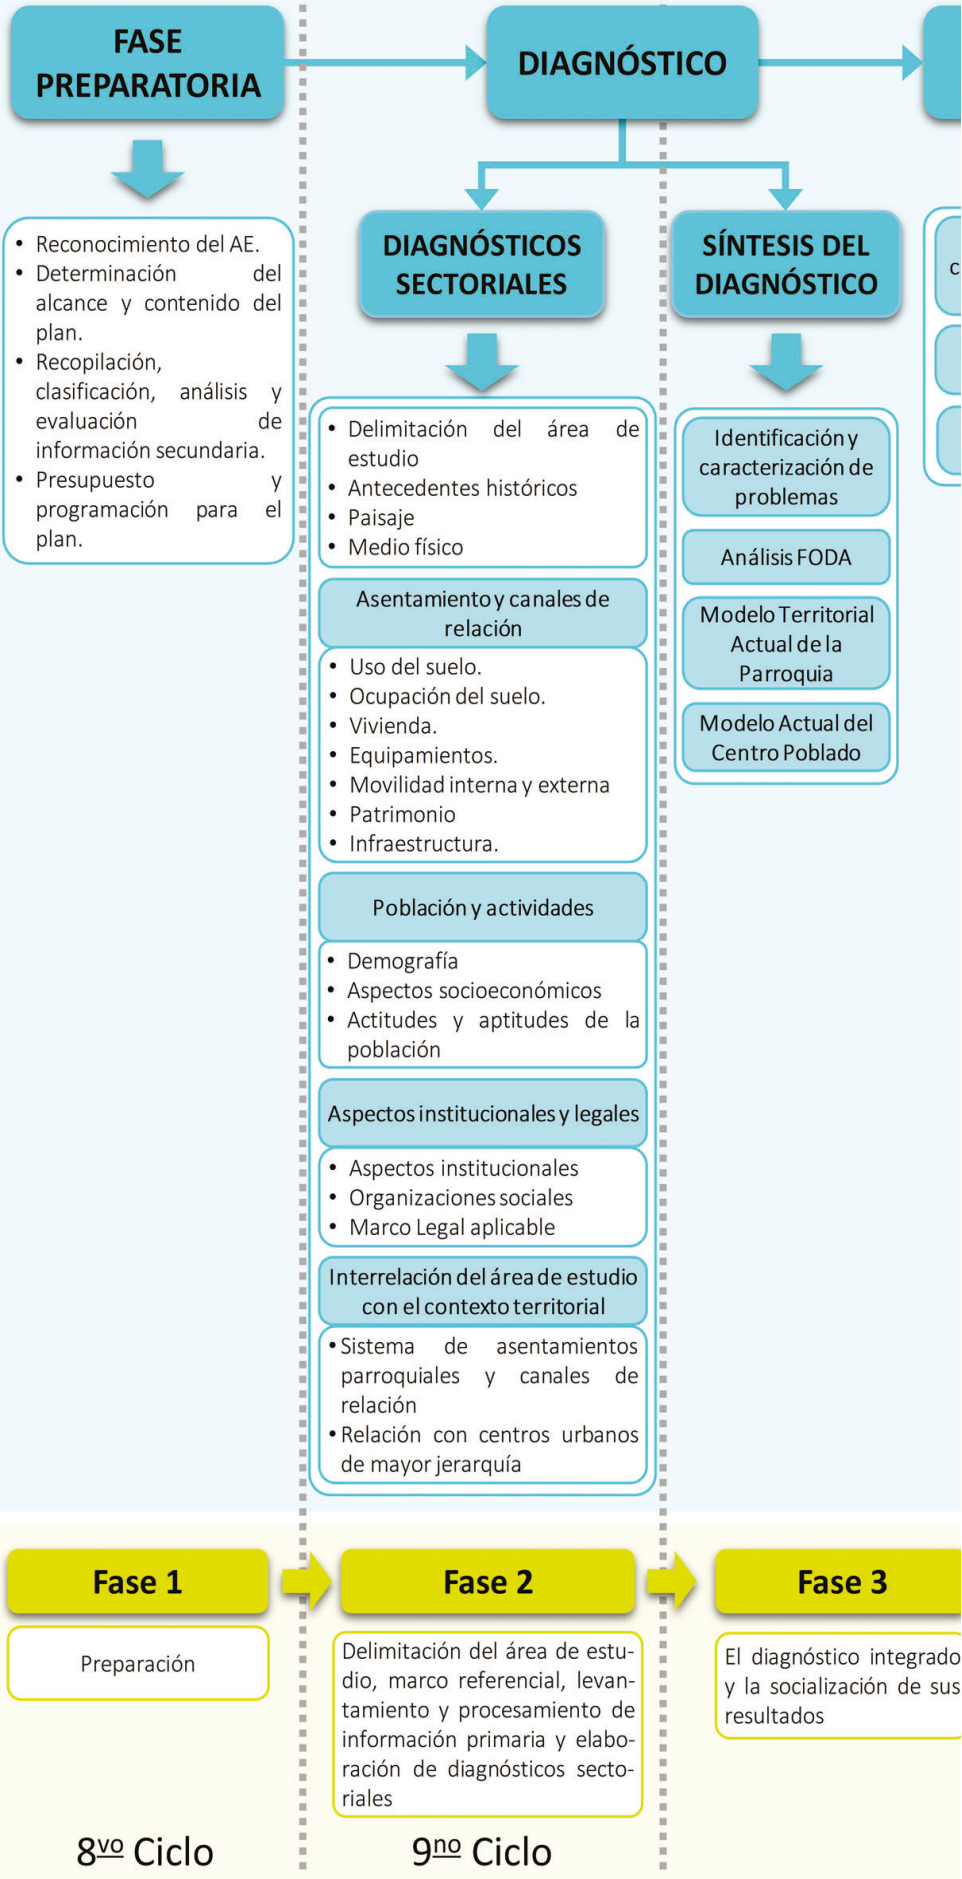 FASE
PREPARATORIA
DIAGNÓSTICO
• Reconocimiento del AE.
• Determinación del
alcance y contenido del
plan.
• Recopilación,
clasificación, análisis y
evaluación de
información secundaria.
• Presupuesto y
programación para el
plan.
DIAGNÓSTICOS
SECTORIALES
• Delimitación del área de
estudio
• Antecedentes históricos
• Paisaje
• Medio físico
Asentamiento y canales de
relación
• Uso del suelo.
• Ocupación del suelo.
• Vivienda.
• Equipamientos.
• Movilidad interna y externa
• Patrimonio
• Infraestructura.
Población y actividades
• Demografía
• Aspectos socioeconómicos
• Actitudes y aptitudes de la
población
Aspectos institucionales y legales
• Aspectos institucionales
• Organizaciones sociales
• Marco Legal aplicable
Interrelación del área de estudio
con el contexto territorial
• Sistema de asentamientos
parroquiales y canales de
relación
• Relación con centros urbanos
de mayor jerarquía
SÍNTESIS DEL
DIAGNÓSTICO
Identificación y
caracterización de
problemas
Análisis FODA
Modelo Territorial
Actual de la
Parroquia
Modelo Actual del
Centro Poblado
c
Fase 1
Preparación
8vo Ciclo
Fase 2
Delimitación del área de estu-
dio, marco referencial, levan-
tamiento y procesamiento de
información primaria y elabo-
ración de diagnósticos secto-
riales
9no Ciclo
Fase 3
El diagnóstico integrado
y la socialización de sus
resultados